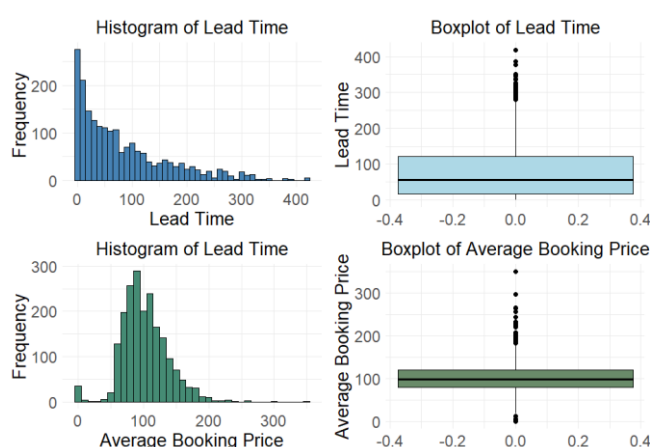 Histogram of Lead Time
Frequency
200
100
0
0 100 200 300 400
Lead Time
Boxplot of Lead Time
Lead Time
400
300
200
100
0
-0.4 -0.2 0.0 0.2 0.4
Histogram of Lead Time
Frequency
300
200
100
0
0 100 200 300
Average Booking Price
Boxplot of Average Booking Price
Average Booking Price
300
200
100
0
-0.4 -0.2 0.0 0.2 0.4